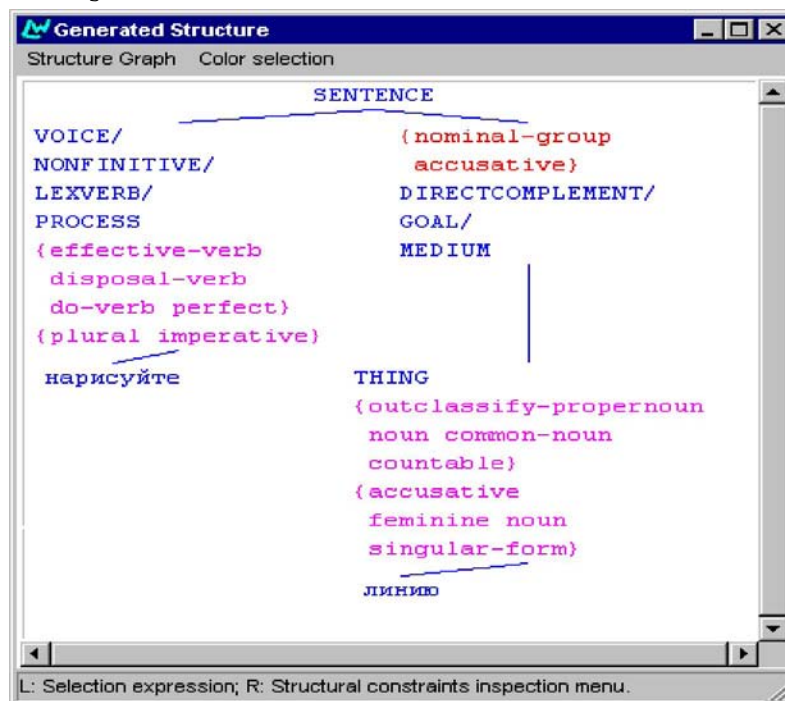 Generated Structure
Structure Graph Color selection
SENTENCE
VOICE/
NONFINITIVE/
LEXVERB/
PROCESS
{effective-verb
disposal-verb
do-verb perfect}
{plural imperative}
нарисуйте
{nominal-group
accusative}
DIRECTCOMPLEMENT/
GOAL/
MEDIUM
THING
{outclassify-propernoun
noun common-noun
countable}
{accusative
feminine noun
singular-form}
линию
L: Selection expression; R: Structural constraints inspection menu.